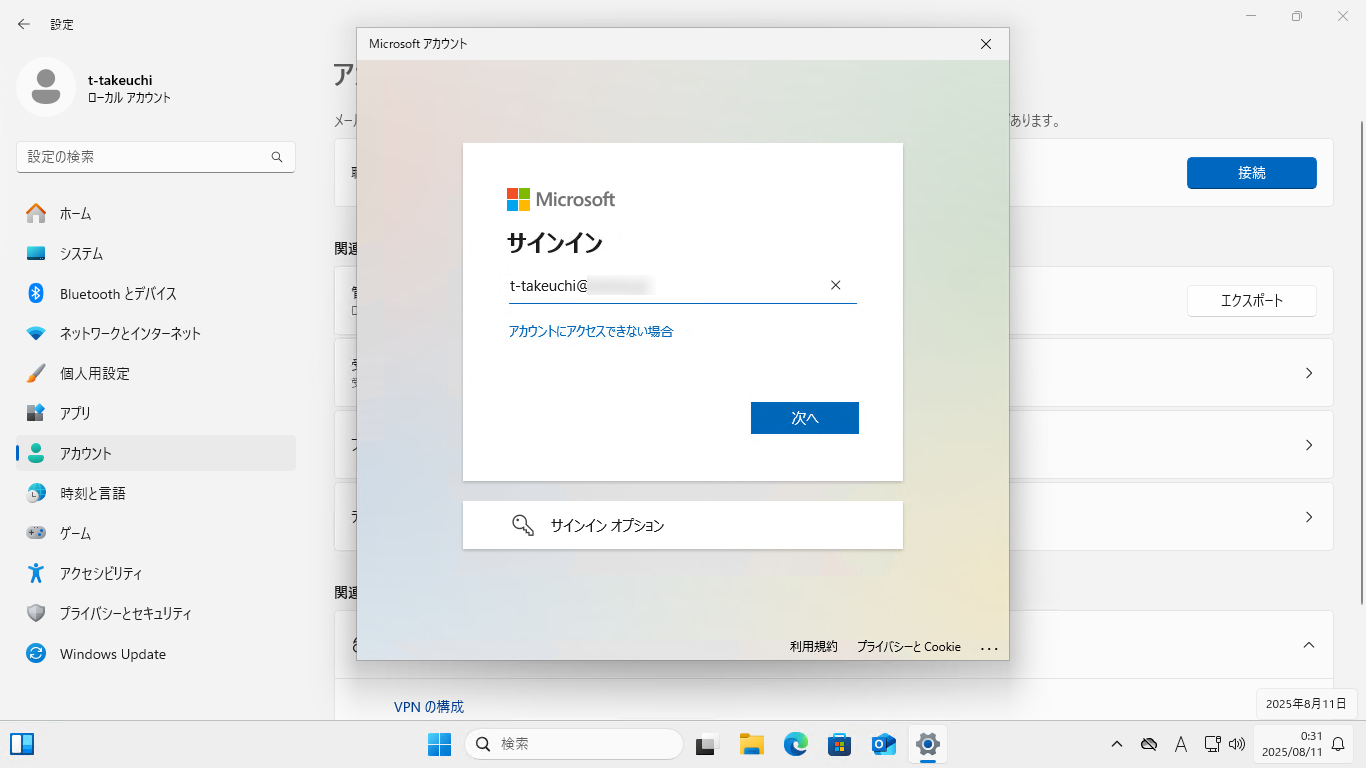 設定
t-takeuchi
ローカル アカウント
設定の検索
ホーム
システム
Bluetooth とデバイス
ネットワークとインターネット
個人用設定
アプリ
アカウント
時刻と言語
ゲーム
アクセシビリティ
プライバシーとセキュリティ
Windows Update
メール
あります。
接続
関連
エクスポート
関連
VPN の構成
Microsoft アカウント
Microsoft
サインイン
t-takeuchi@
アカウントにアクセスできない場合
次へ
サインイン オプション
利用規約 プライバシーと Cookie ...
2025年8月11日
検索
A
0:31
2025/08/11